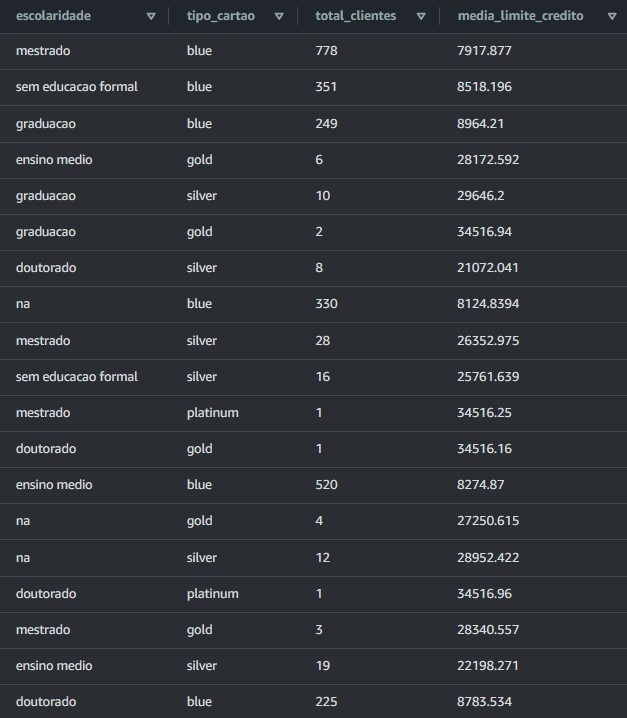 escolaridade tipo_cartao total_clientes media_limite_credito
mestrado blue 778 7917.877
sem educacao formal blue 351 8518.196
graduacao blue 249 8964.21
ensino medio gold 6 28172.592
graduacao silver 10 29646.2
graduacao gold 2 34516.94
doutorado silver 8 21072.041
na blue 330 8124.8394
mestrado silver 28 26352.975
sem educacao formal silver 16 25761.639
mestrado platinum 1 34516.25
doutorado gold 1 34516.16
ensino medio blue 520 8274.87
na gold 4 27250.615
na silver 12 28952.422
doutorado platinum 1 34516.96
mestrado gold 3 28340.557
ensino medio silver 19 22198.271
doutorado blue 225 8783.534